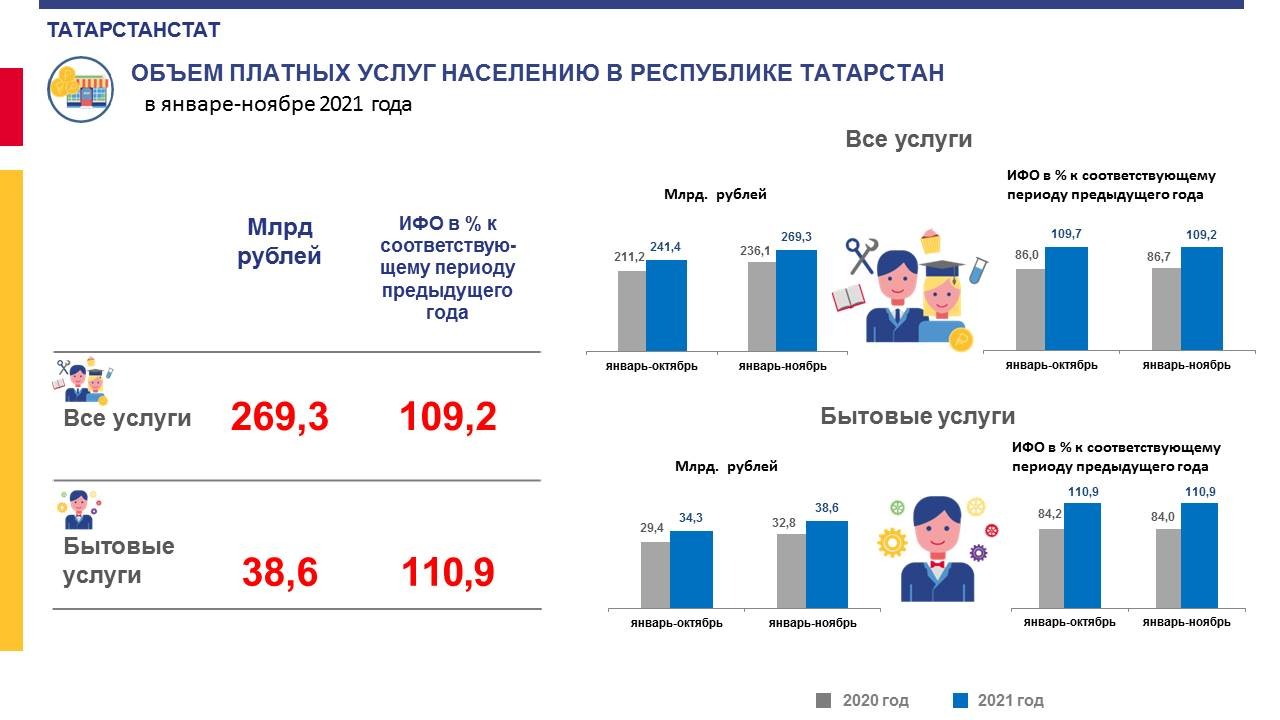 ТАТАРСТАНСТАТ
ОБЪЕМ ПЛАТНЫХ УСЛУГ НАСЕЛЕНИЮ В РЕСПУБЛИКЕ ТАТАРСТАН
в январе-ноябре 2021 года
Млрд
рублей
ИФО в % к
соответствую-
щему периоду
предыдущего
года
Все услуги
269,3
109,2
Бытовые
услуги
38,6
110,9
Все услуги
Млрд. рублей
211,2
241,4
236,1
269,3
январь-октябрь
январь-ноябрь
ИФО в % к соответствующему
периоду предыдущего года
86,0
109,7
86,7
109,2
январь-октябрь
январь-ноябрь
Бытовые услуги
Млрд. рублей
29,4
34,3
32,8
38,6
январь-октябрь
январь-ноябрь
ИФО в % к соответствующему
периоду предыдущего года
84,2
110,9
84,0
110,9
январь-октябрь
январь-ноябрь
2020 год
2021 год